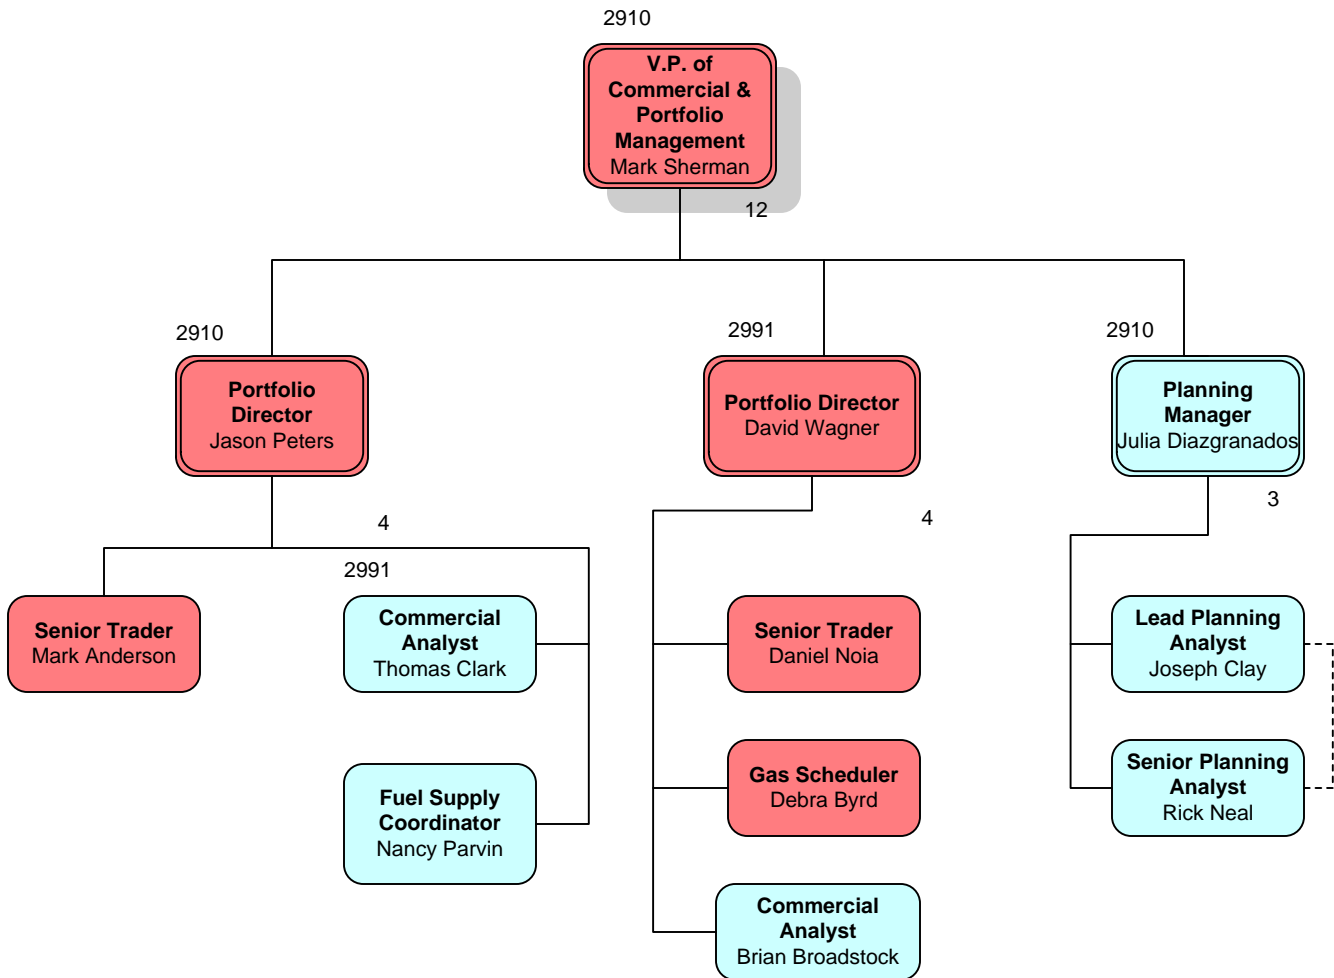 2910
V.P. of
Commercial &
Portfolio
Management
Mark Sherman
12
2910
Portfolio
Director
Jason Peters
4
2991
Portfolio Director
David Wagner
4
2910
Planning
Manager
Julia Diazgranados
3
Senior Trader
Mark Anderson
2991
Commercial
Analyst
Thomas Clark
Fuel Supply
Coordinator
Nancy Parvin
Senior Trader
Daniel Noia
Gas Scheduler
Debra Byrd
Commercial
Analyst
Brian Broadstock
Lead Planning
Analyst
Joseph Clay
Senior Planning
Analyst
Rick Neal